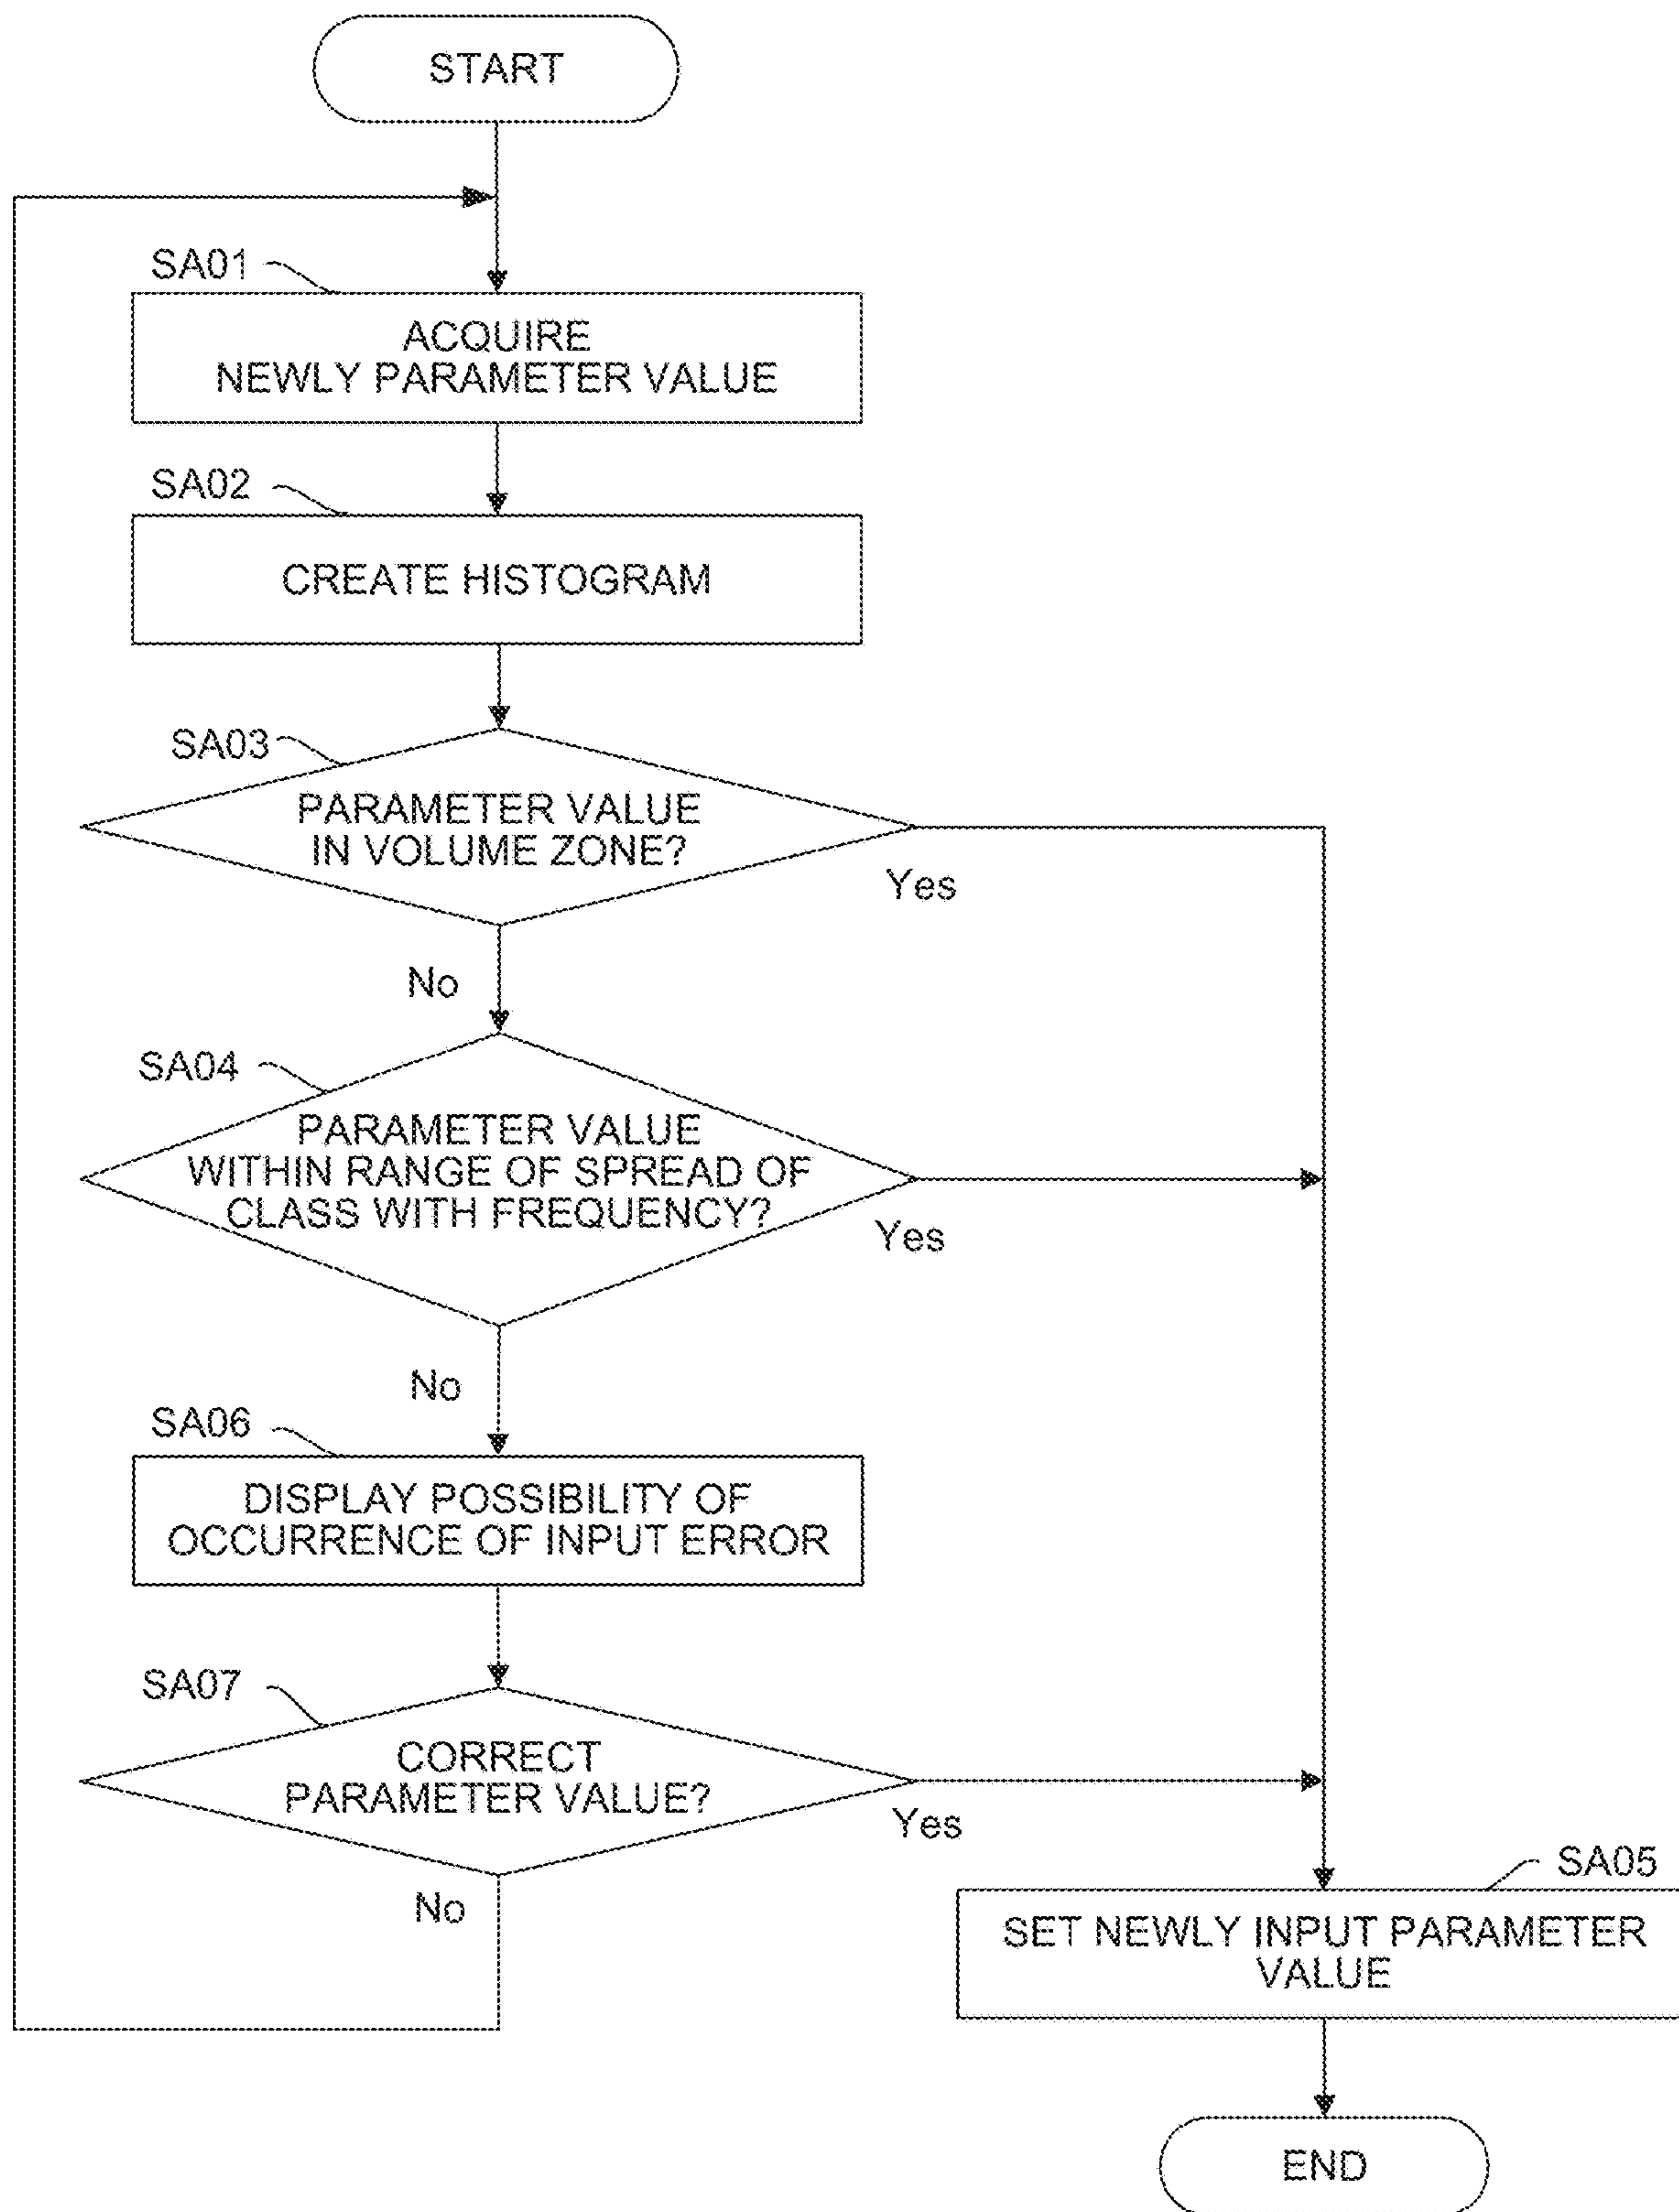 START
SA01
ACQUIRE
NEWLY PARAMETER VALUE
SA02
CREATE HISTOGRAM
SA03
PARAMETER VALUE
IN VOLUME ZONE?
Yes
No
SA04
PARAMETER VALUE
WITHIN RANGE OF SPREAD OF
CLASS WITH FREQUENCY?
Yes
No
SA06
DISPLAY POSSIBILITY OF
OCCURRENCE OF INPUT ERROR
SA07
CORRECT
PARAMETER VALUE?
Yes
No
SA05
SET NEWLY INPUT PARAMETER
VALUE
END